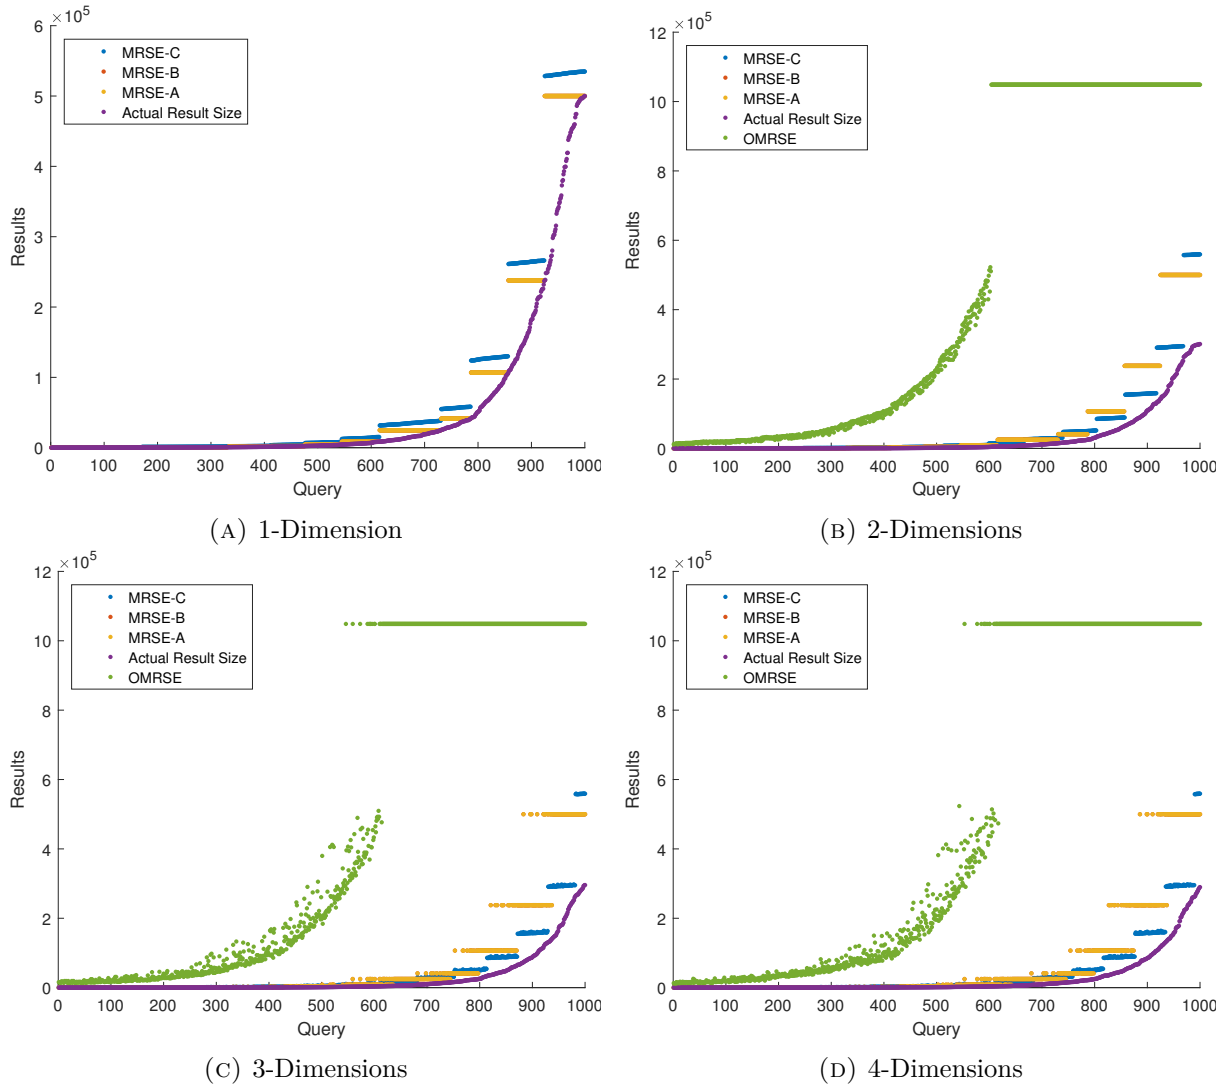 ×10^5
6
5
4
3
2
1
0
Results
MRSE-C
MRSE-B
MRSE-A
Actual Result Size
0 100 200 300 400 500 600 700 800 900 1000
Query
(A) 1-Dimension
×10^5
12
10
8
6
4
2
0
Results
MRSE-C
MRSE-B
MRSE-A
Actual Result Size
OMRSE
0 100 200 300 400 500 600 700 800 900 1000
Query
(B) 2-Dimensions
×10^5
12
10
8
6
4
2
0
Results
MRSE-C
MRSE-B
MRSE-A
Actual Result Size
OMRSE
0 100 200 300 400 500 600 700 800 900 1000
Query
(C) 3-Dimensions
×10^5
12
10
8
6
4
2
0
Results
MRSE-C
MRSE-B
MRSE-A
Actual Result Size
OMRSE
0 100 200 300 400 500 600 700 800 900 1000
Query
(D) 4-Dimensions